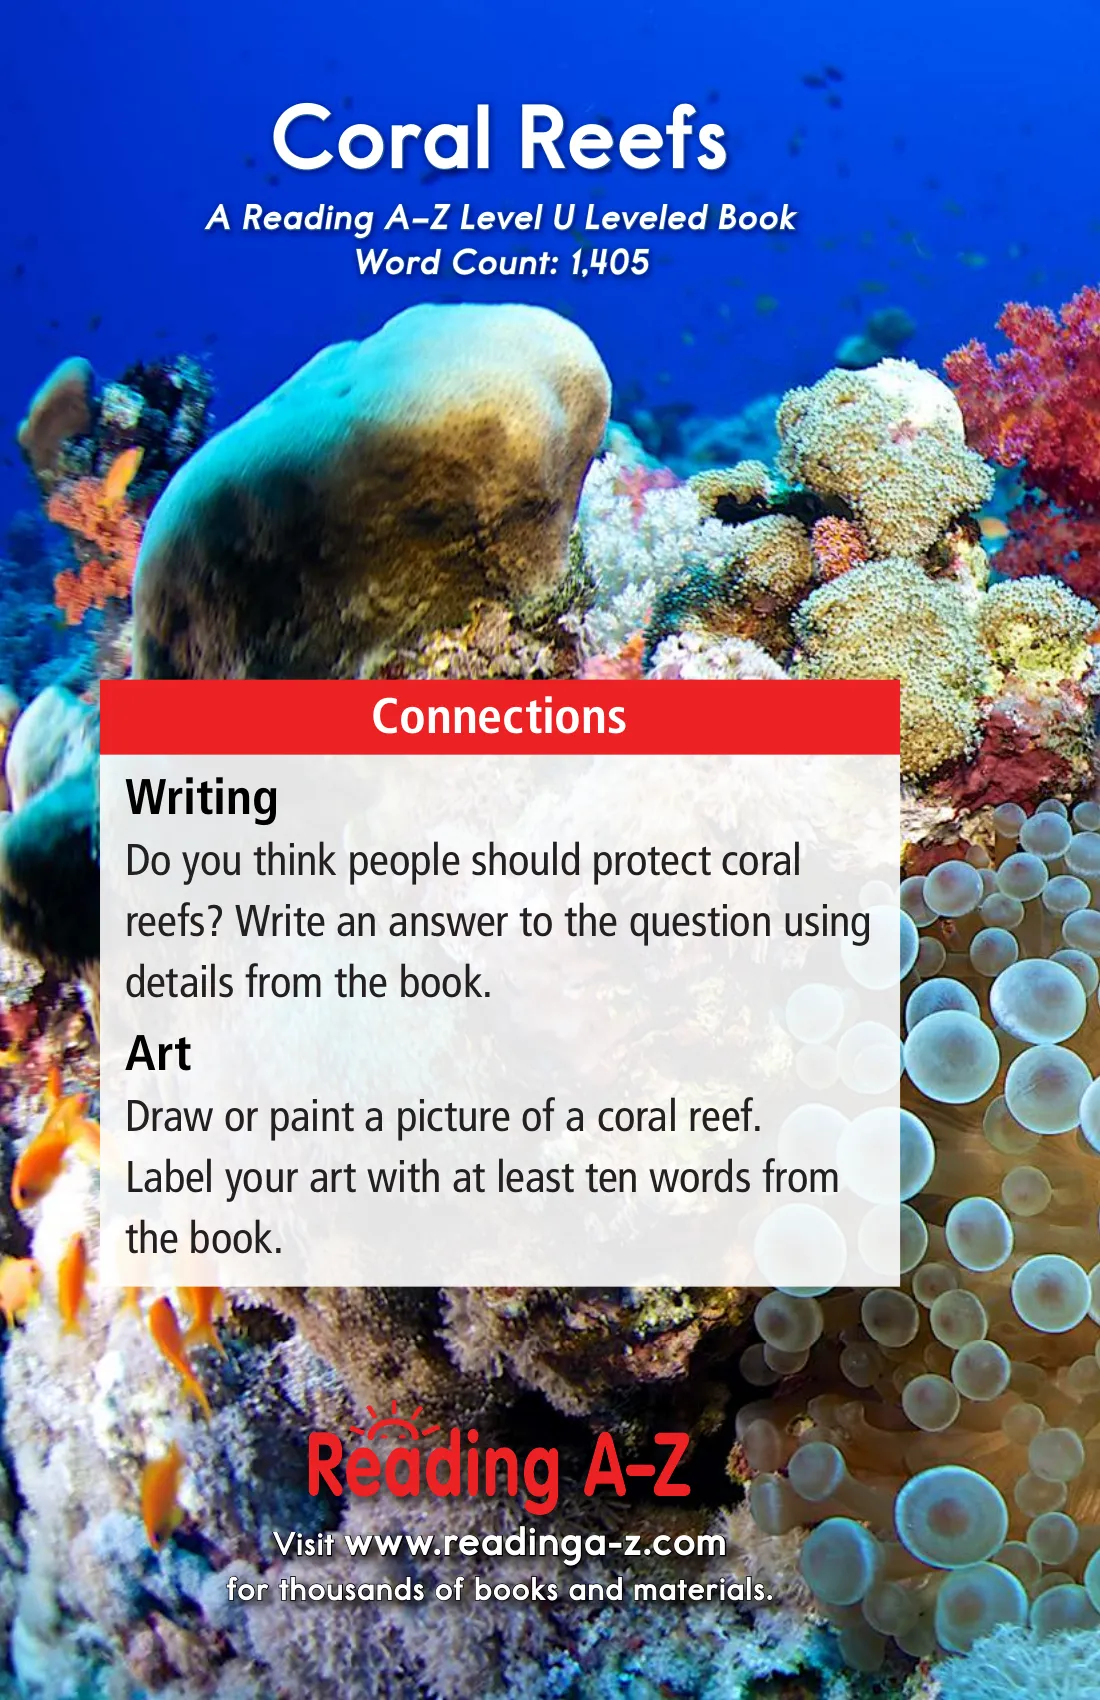 Coral Reefs
A Reading A–Z Level U Leveled Book
Word Count: 1,405
Connections
Writing
Do you think people should protect coral
reefs? Write an answer to the question using
details from the book.
Art
Draw or paint a picture of a coral reef.
Label your art with at least ten words from
the book.
Reading A–Z
Visit www.readinga-z.com
for thousands of books and materials.